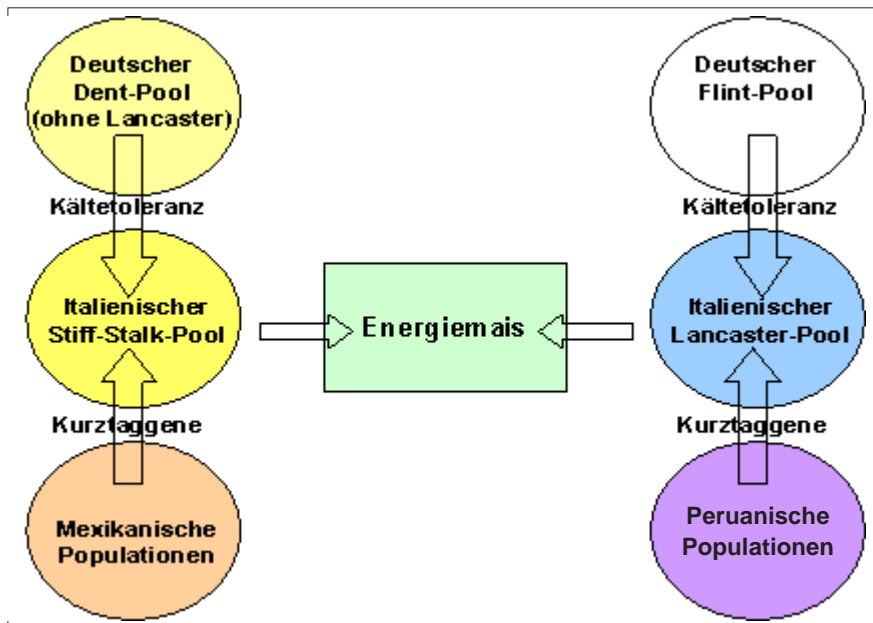 Deutscher
Dent-Pool
(ohne Lancaster)
Kältetoleranz
Italienischer
Stiff-Stalk-Pool
Kurztaggene
Mexikanische
Populationen
Energiemais
Deutscher
Flint-Pool
Kältetoleranz
Italienischer
Lancaster-Pool
Kurztaggene
Peruanische
Populationen